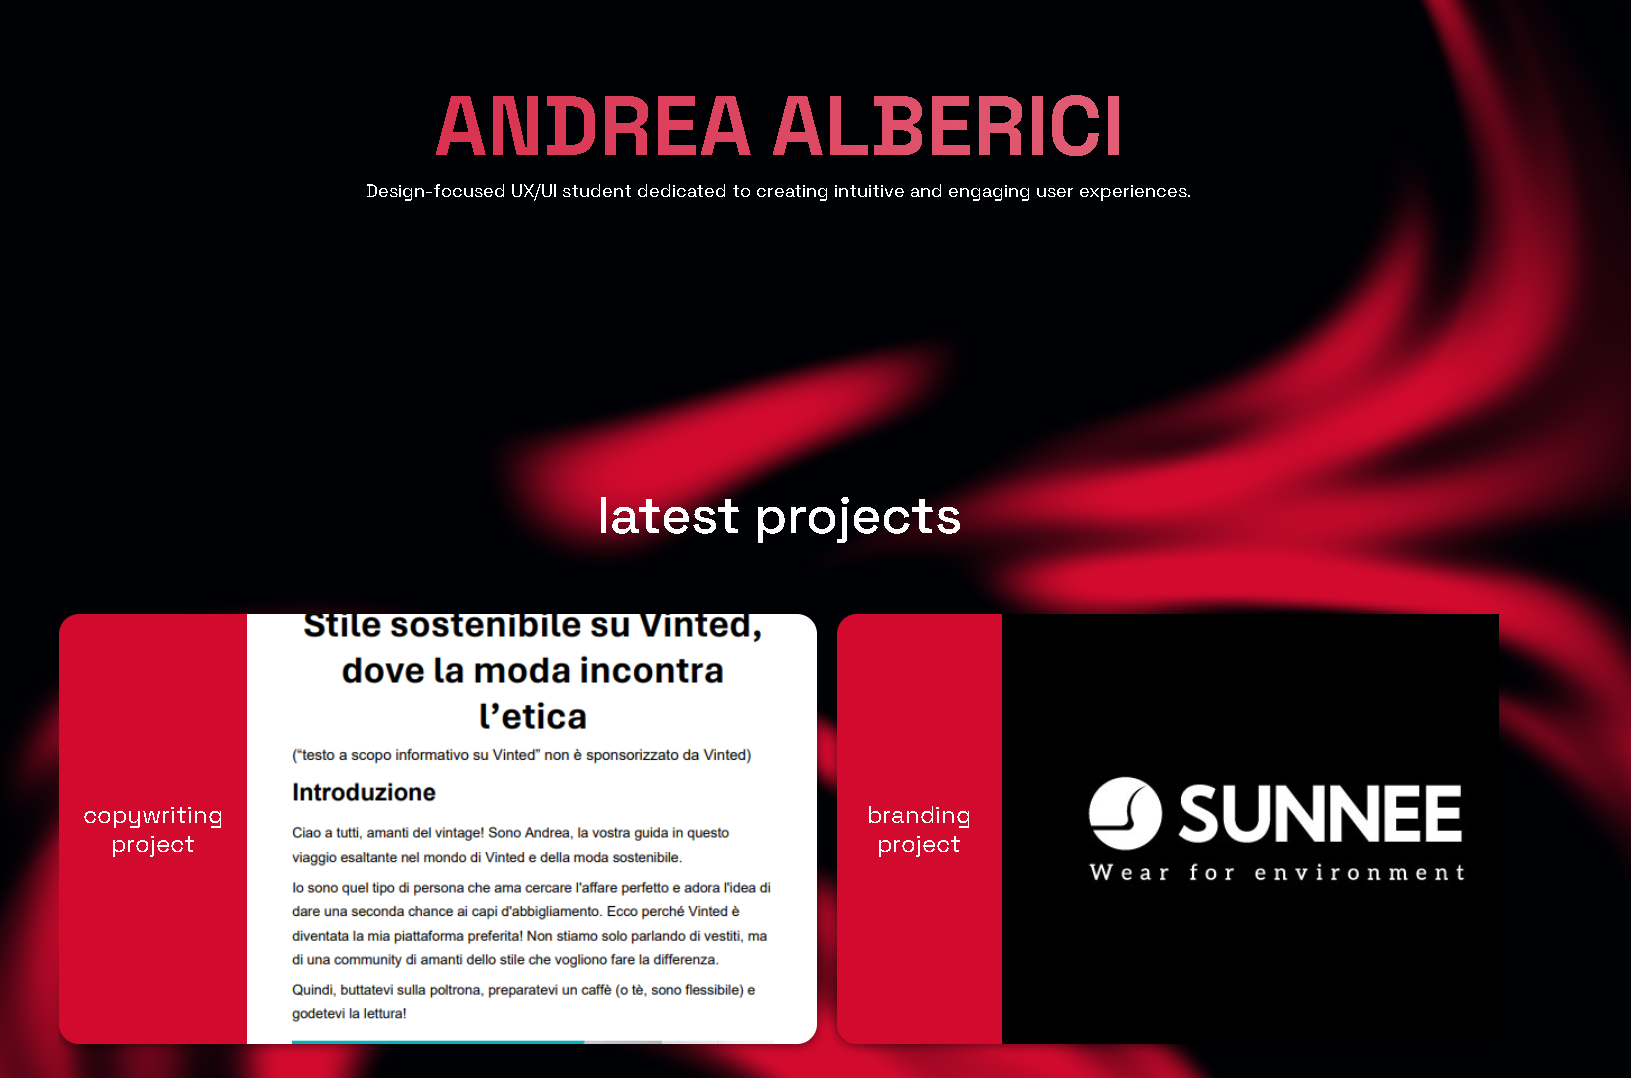 ANDREA ALBERICI
Design-focused UX/UI student dedicated to creating intuitive and engaging user experiences.
latest projects
copywriting
project
Stile sostenibile su Vinted,
dove la moda incontra
l’etica
(“testo a scopo informativo su Vinted” non è sponsorizzato da Vinted)
Introduzione
Ciao a tutti, amanti del vintage! Sono Andrea, la vostra guida in questo
viaggio esaltante nel mondo di Vinted e della moda sostenibile.
Io sono quel tipo di persona che ama cercare l'affare perfetto e adora l'idea di
dare una seconda chance ai capi d'abbigliamento. Ecco perché Vinted è
diventata la mia piattaforma preferita! Non stiamo solo parlando di vestiti, ma
di una community di amanti dello stile che vogliono fare la differenza.
Quindi, buttatevi sulla poltrona, preparatevi un caffè (o tè, sono flessibile) e
godetevi la lettura!
branding
project
SUNNEE
Wear for environment